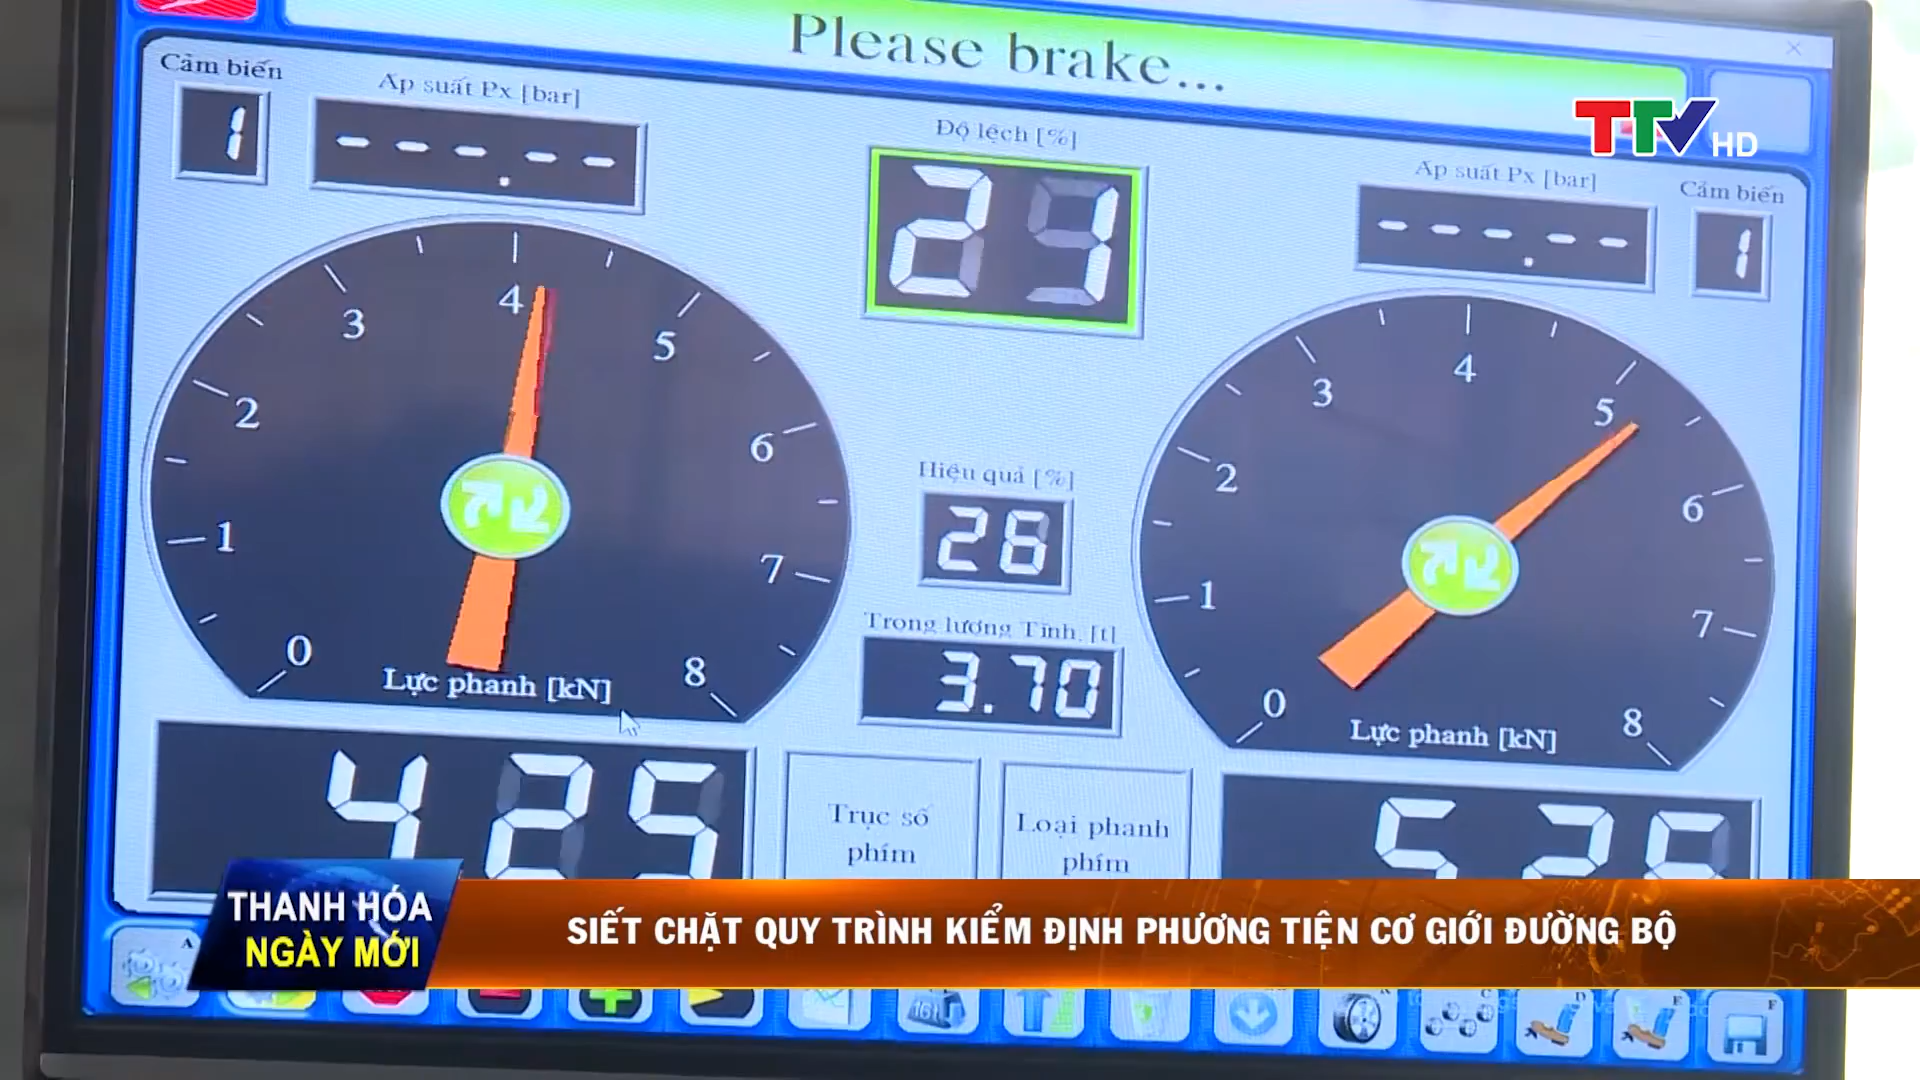 Please brake...
Cảm biến
Áp suất Px [bar]
Độ lệch [%]
Áp suất Px [bar]
Cảm biến
1
-----.
-----.
1
TTV HD
0 1 2 3 4 5 6 7 8
Lực phanh [kN]
Hiệu quả [%]
28
Trọng lượng Tĩnh. [t]
3.70
0 1 2 3 4 5 6 7 8
Lực phanh [kN]
425
Trục số
phím
Loại phanh
phím
THANH HÓA
NGÀY MỚI
SIẾT CHẶT QUY TRÌNH KIỂM ĐỊNH PHƯƠNG TIỆN CƠ GIỚI ĐƯỜNG BỘ
A
16t
C
D
E
F